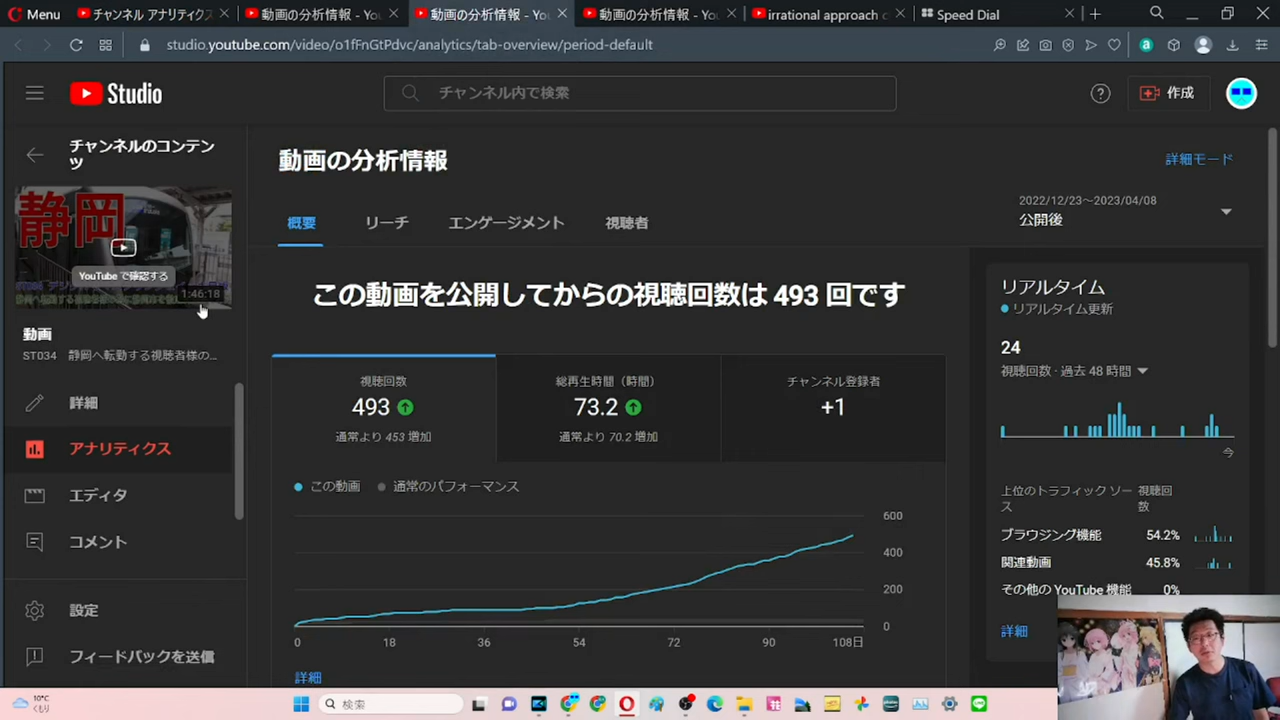 Menu
チャンネル アナリティクス
動画の分析情報 - You
動画の分析情報 - You
動画の分析情報 - You
irrational approach c
Speed Dial
studio.youtube.com/video/o1fFnGtPdvc/analytics/tab-overview/period-default
Studio
チャンネル内で検索
作成
チャンネルのコンテンツ
静岡
YouTube で確認する
1:46:18
動画
ST034 静岡へ転勤する視聴者様の...
詳細
アナリティクス
エディタ
コメント
設定
フィードバックを送信
動画の分析情報
詳細モード
概要
リーチ
エンゲージメント
視聴者
2022/12/23～2023/04/08
公開後
この動画を公開してからの視聴回数は 493 回です
視聴回数
493
通常より 453 増加
総再生時間（時間）
73.2
通常より 70.2 増加
チャンネル登録者
+1
この動画
通常のパフォーマンス
600
400
200
0
0 18 36 54 72 90 108日
詳細
リアルタイム
リアルタイム更新
24
視聴回数 · 過去 48 時間
今
上位のトラフィック ソース
視聴回数
ブラウジング機能 54.2%
関連動画 45.8%
その他の YouTube 機能 0%
詳細
10°C
くもり
検索